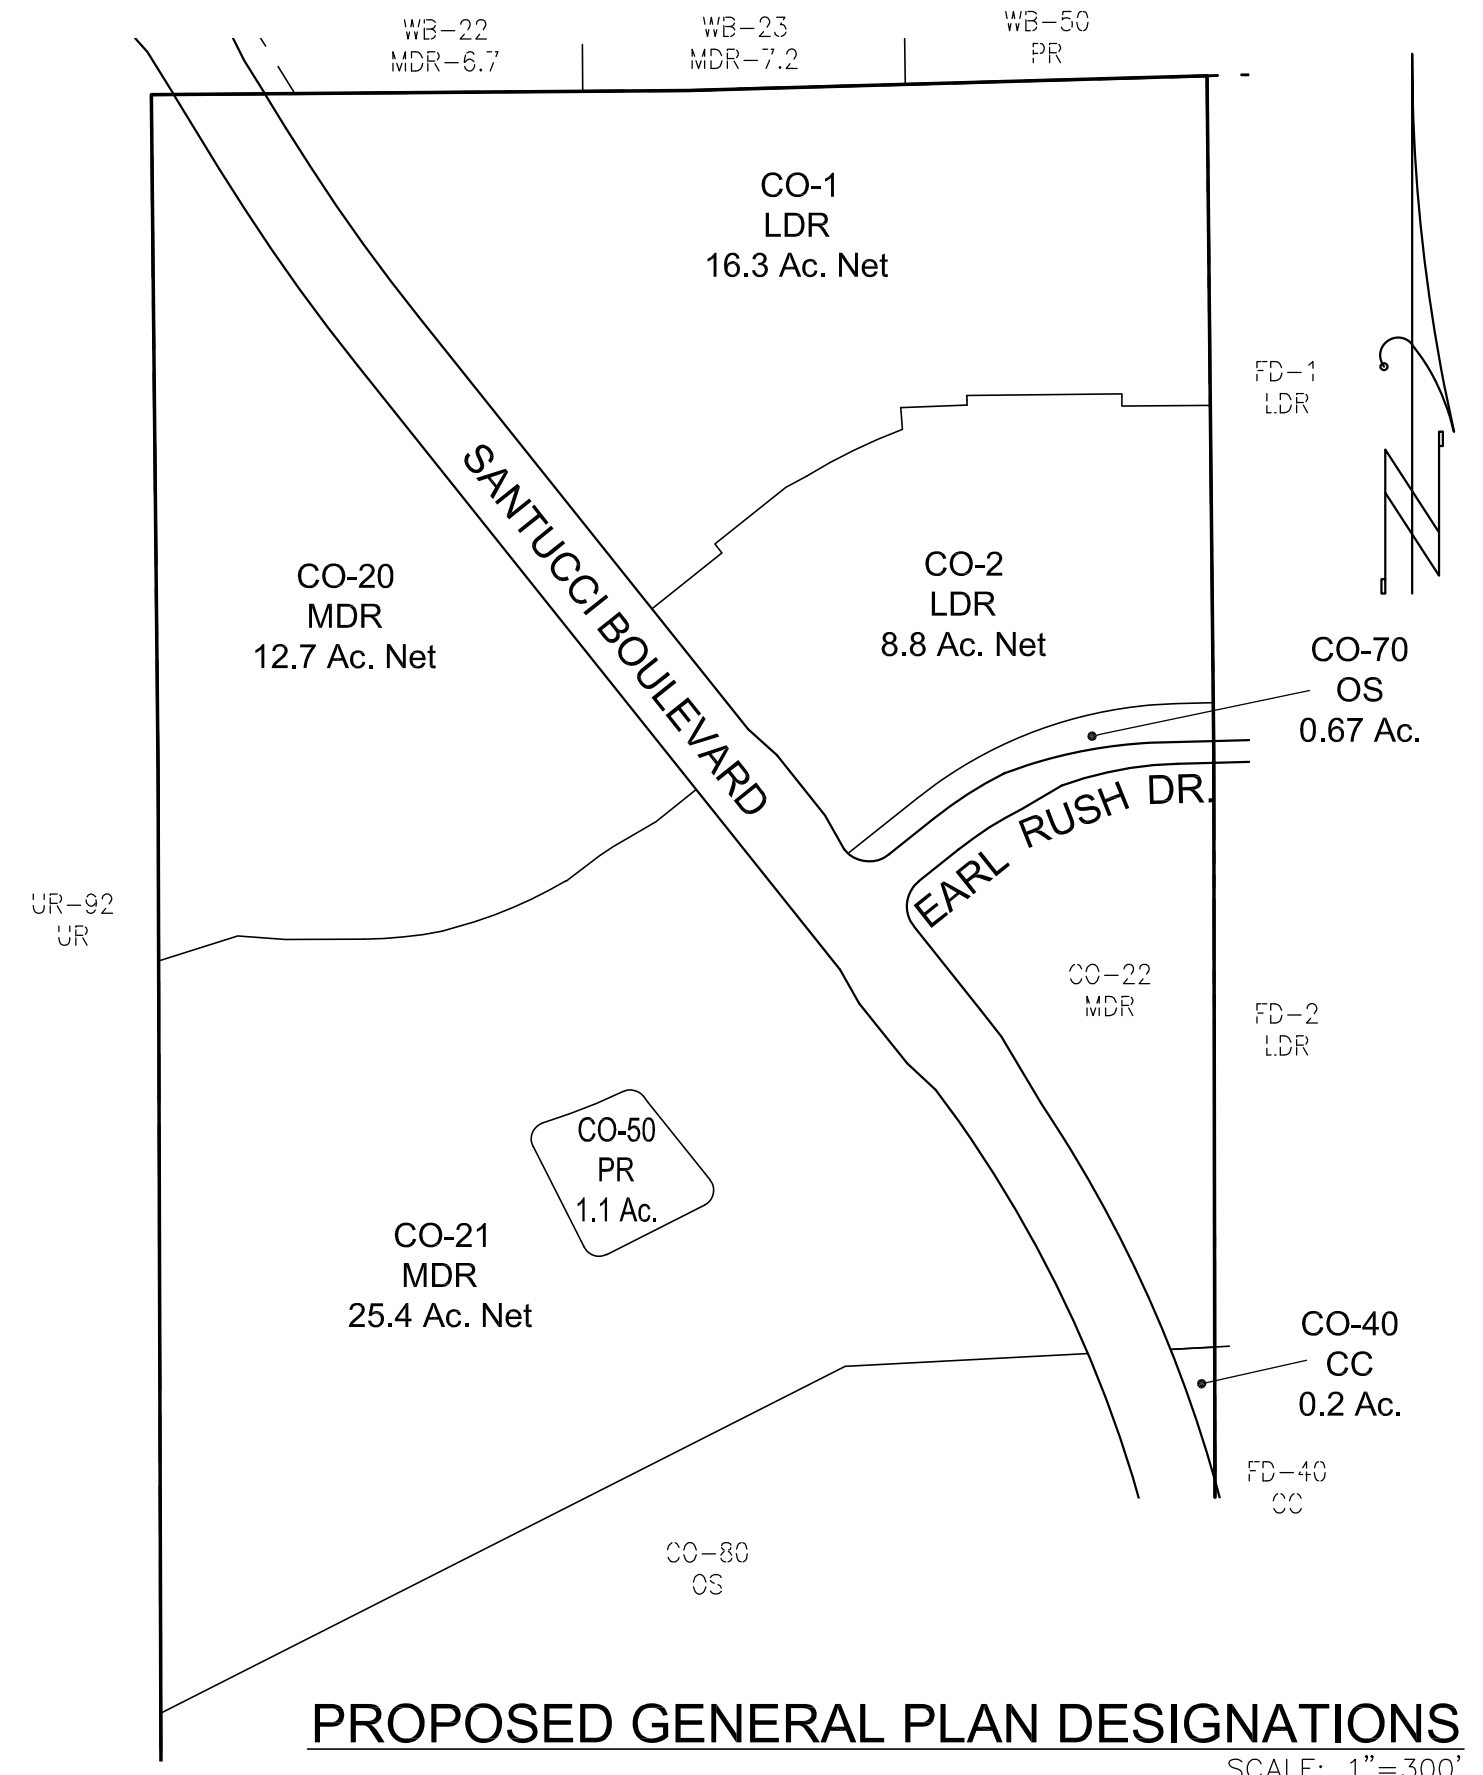 WB-22
MDR-6.7
WB-23
MDR-7.2
WB-50
PR
CO-1
LDR
16.3 Ac. Net
FD-1
LDR
N
SANTUCCI BOULEVARD
CO-20
MDR
12.7 Ac. Net
CO-2
LDR
8.8 Ac. Net
CO-70
OS
0.67 Ac.
EARL RUSH DR.
UR-92
UR
CO-22
MDR
FD-2
LDR
CO-50
PR
1.1 Ac.
CO-21
MDR
25.4 Ac. Net
CO-40
CC
0.2 Ac.
FD-40
CC
CO-80
OS
PROPOSED GENERAL PLAN DESIGNATIONS
SCALE: 1"=300'